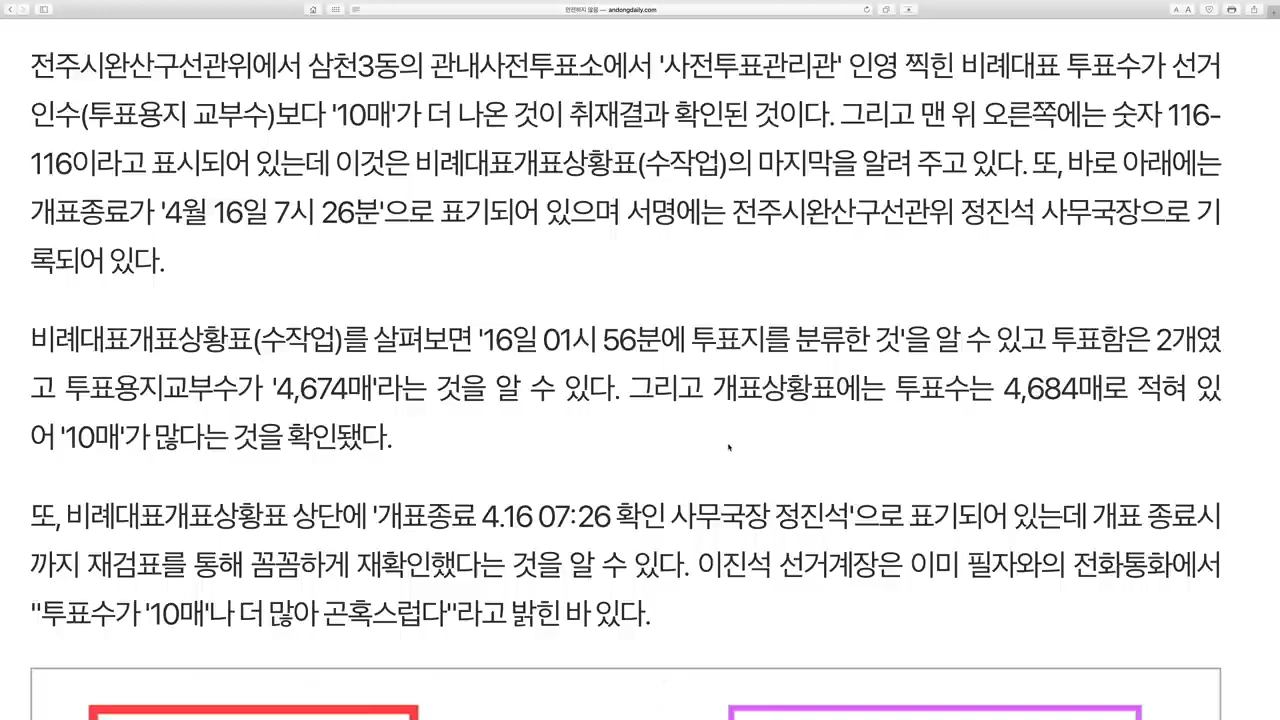 안전하지 않음 — andongdaily.com
A A
전주시완산구선관위에서 삼천3동의 관내사전투표소에서 '사전투표관리관' 인영 찍힌 비례대표 투표수가 선거
인수(투표용지 교부수)보다 '10매'가 더 나온 것이 취재결과 확인된 것이다. 그리고 맨 위 오른쪽에는 숫자 116-
116이라고 표시되어 있는데 이것은 비례대표개표상황표(수작업)의 마지막을 알려 주고 있다. 또, 바로 아래에는
개표종료가 '4월 16일 7시 26분'으로 표기되어 있으며 서명에는 전주시완산구선관위 정진석 사무국장으로 기
록되어 있다.
비례대표개표상황표(수작업)를 살펴보면 '16일 01시 56분에 투표지를 분류한 것'을 알 수 있고 투표함은 2개였
고 투표용지교부수가 '4,674매'라는 것을 알 수 있다. 그리고 개표상황표에는 투표수는 4,684매로 적혀 있
어 '10매'가 많다는 것을 확인됐다.
또, 비례대표개표상황표 상단에 '개표종료 4.16 07:26 확인 사무국장 정진석'으로 표기되어 있는데 개표 종료시
까지 재검표를 통해 꼼꼼하게 재확인했다는 것을 알 수 있다. 이진석 선거계장은 이미 필자와의 전화통화에서
"투표수가 '10매'나 더 많아 곤혹스럽다"라고 밝힌 바 있다.